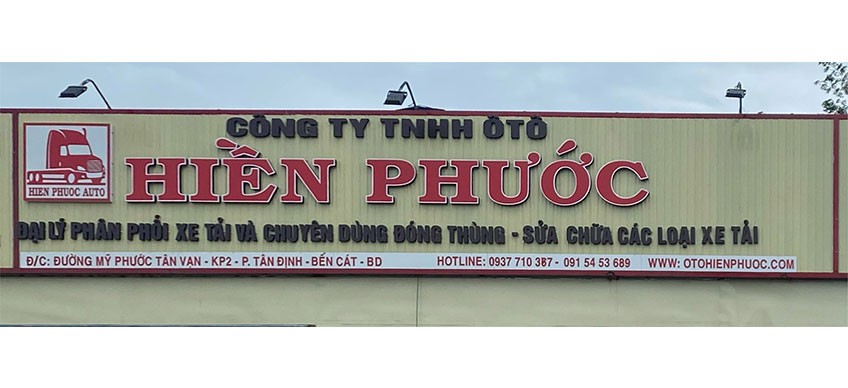 CÔNG TY TNHH ÔTÔ
HIỀN PHƯỚC
HIEN PHUOC AUTO
ĐẠI LÝ PHÂN PHỐI XE TẢI VÀ CHUYÊN DÙNG ĐÓNG THÙNG - SỬA CHỮA CÁC LOẠI XE TẢI
Đ/C: ĐƯỜNG MỸ PHƯỚC TÂN VẠN - KP2 - P. TÂN ĐỊNH - BẾN CÁT - BD HOTLINE: 0937 710 367 - 091 54 53 689 WWW: OTOHIENPHUOC.COM